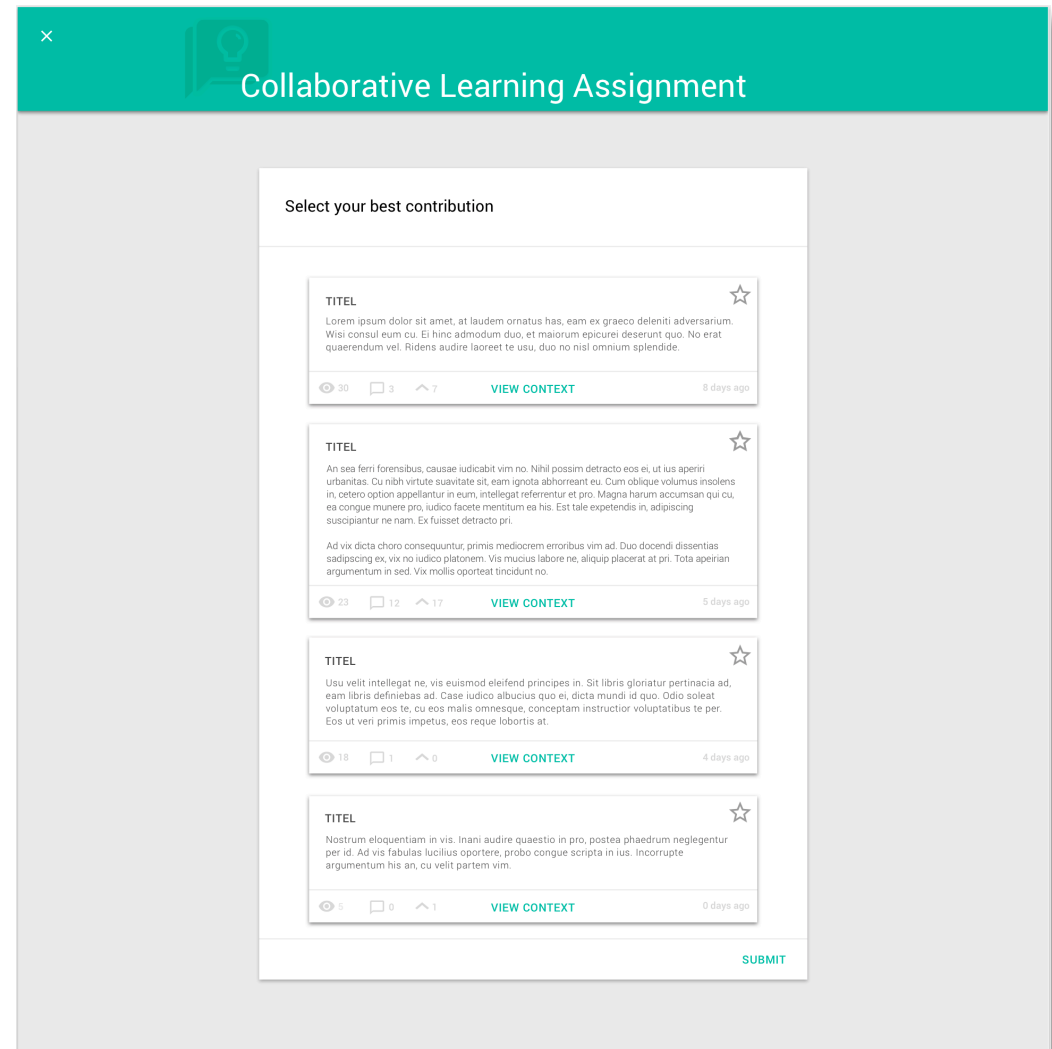 Collaborative Learning Assignment
Select your best contribution
TITEL
Lorem ipsum dolor sit amet, at laudem ornatus has, eam ex graeco deleniti adversarium.
Wisi consul eum cu. Ei hinc admodum duo, et maiorum epicurei deserunt quo. No erat
quaerendum vel. Ridens audire laoreet te usu, duo no nisl omnium splendide.
30 3 7 VIEW CONTEXT 8 days ago
TITEL
An sea ferri forensibus, causae iudicabit vim no. Nihil possim detracto eos ei, ut ius aperiri
urbanitas. Cu nibh virtute suavitate sit, eam ignota abhorreant eu. Cum oblique volumus insolens
in, cetero option appellantur in eum, intellegat referrentur et pro. Magna harum accumsan qui cu,
ea congue munere pro, iudico facete mentitum ea his. Est tale expetendis in, adipiscing
suscipiantur ne nam. Ex fuisset detracto pri.
Ad vix dicta choro consequuntur, primis mediocrem erroribus vim ad. Duo docendi dissentias
sadipscing ex, vix no iudico platonem. Vis mucius labore ne, aliquip placerat at pri. Tota apeirian
argumentum in sed. Vix mollis oporteat tincidunt no.
23 12 17 VIEW CONTEXT 5 days ago
TITEL
Usu velit intellegat ne, vis euismod eleifend principes in. Sit libris gloriatur pertinacia ad,
eam libris definiebas ad. Case iudico albucius quo ei, dicta mundi id quo. Odio soleat
voluptatum eos te, cu eos malis omnesque, conceptam instructior voluptatibus te per.
Eos ut veri primis impetus, eos reque lobortis at.
18 1 0 VIEW CONTEXT 4 days ago
TITEL
Nostrum eloquentiam in vis. Inani audire quaestio in pro, postea phaedrum neglegentur
per id. Ad vis fabulas lucilius oportere, probo congue scripta in ius. Incorrupte
argumentum his an, cu velit partem vim.
5 0 1 VIEW CONTEXT 0 days ago
SUBMIT